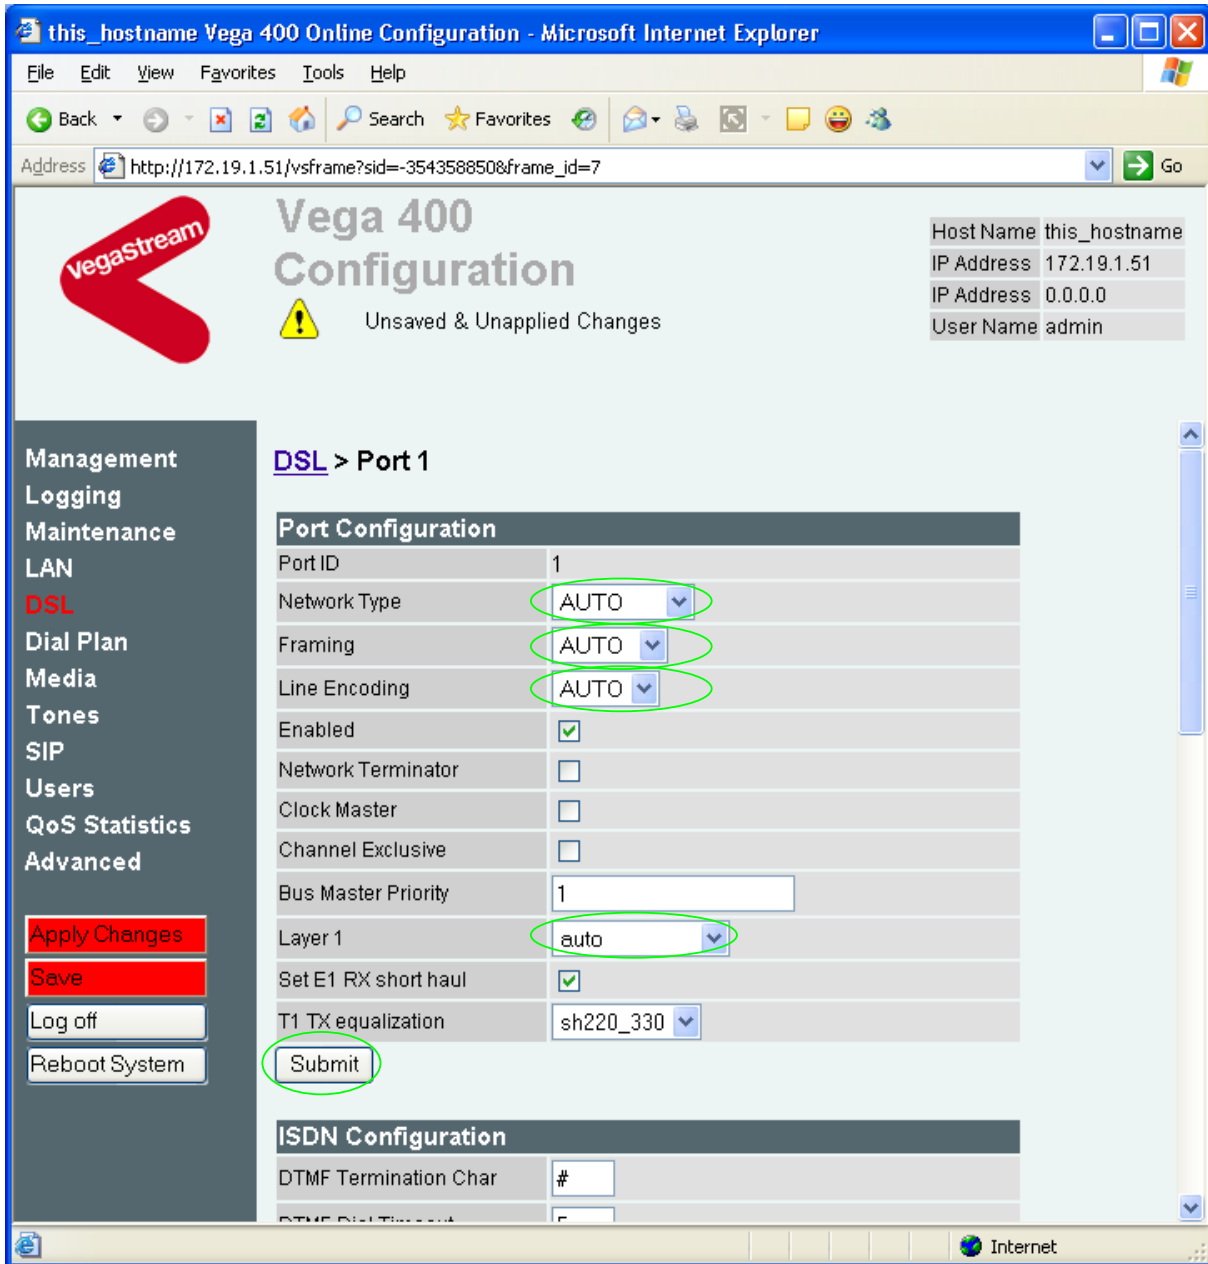 this_hostname Vega 400 Online Configuration - Microsoft Internet Explorer
File Edit View Favorites Tools Help
Back Search Favorites
Address http://172.19.1.51/vsframe?sid=-354358850&frame_id=7 Go
vegastream
Vega 400
Configuration
Unsaved & Unapplied Changes
Host Name this_hostname
IP Address 172.19.1.51
IP Address 0.0.0.0
User Name admin
Management
Logging
Maintenance
LAN
DSL
Dial Plan
Media
Tones
SIP
Users
QoS Statistics
Advanced
Apply Changes
Save
Log off
Reboot System
DSL > Port 1
Port Configuration
Port ID 1
Network Type AUTO
Framing AUTO
Line Encoding AUTO
Enabled
Network Terminator
Clock Master
Channel Exclusive
Bus Master Priority 1
Layer 1 auto
Set E1 RX short haul
T1 TX equalization sh220_330
Submit
ISDN Configuration
DTMF Termination Char #
DTMF Dial Timeout
Internet